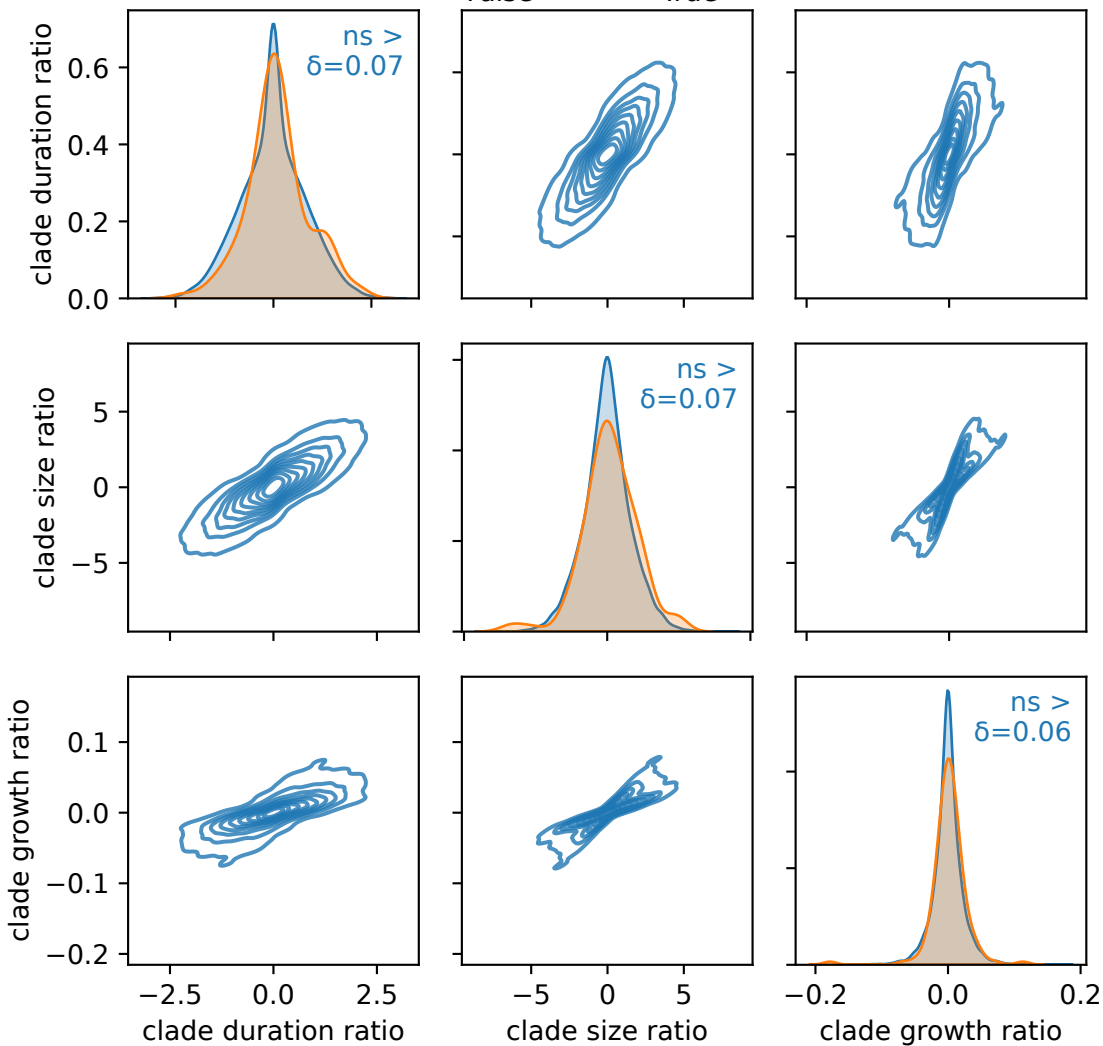 ns >
δ=0.07
clade duration ratio
0.6
0.4
0.2
0.0
ns >
δ=0.07
clade size ratio
5
0
−5
ns >
δ=0.06
clade growth ratio
0.1
0.0
−0.1
−0.2
−2.5 0.0 2.5
−5 0 5
−0.2 0.0 0.2
clade duration ratio
clade size ratio
clade growth ratio